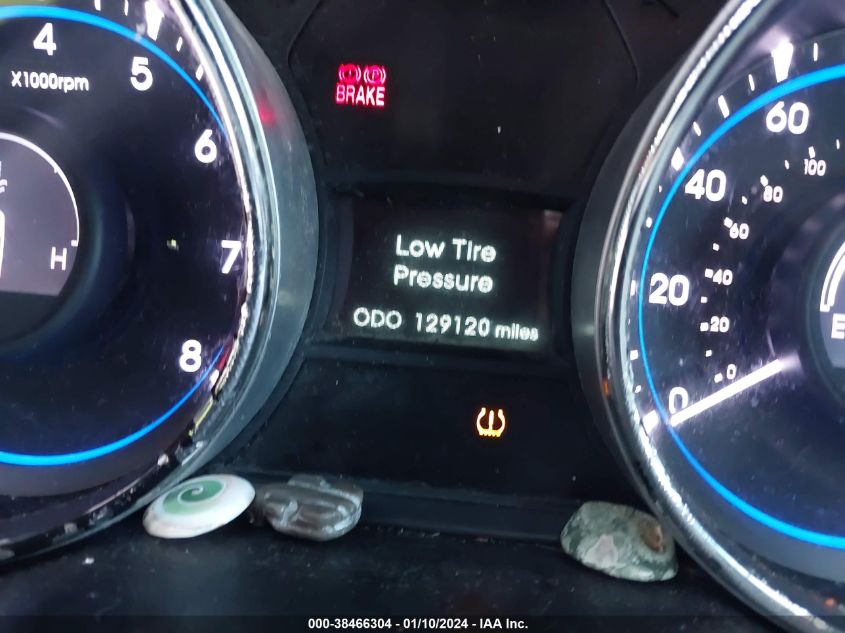 4
5
X1000rpm
6
7
8
H
BRAKE
P
Low Tire
Pressure
ODO 129120 miles
60
40
20
0
100
80
60
40
20
0
E
000-38466304 - 01/10/2024 - IAA Inc.